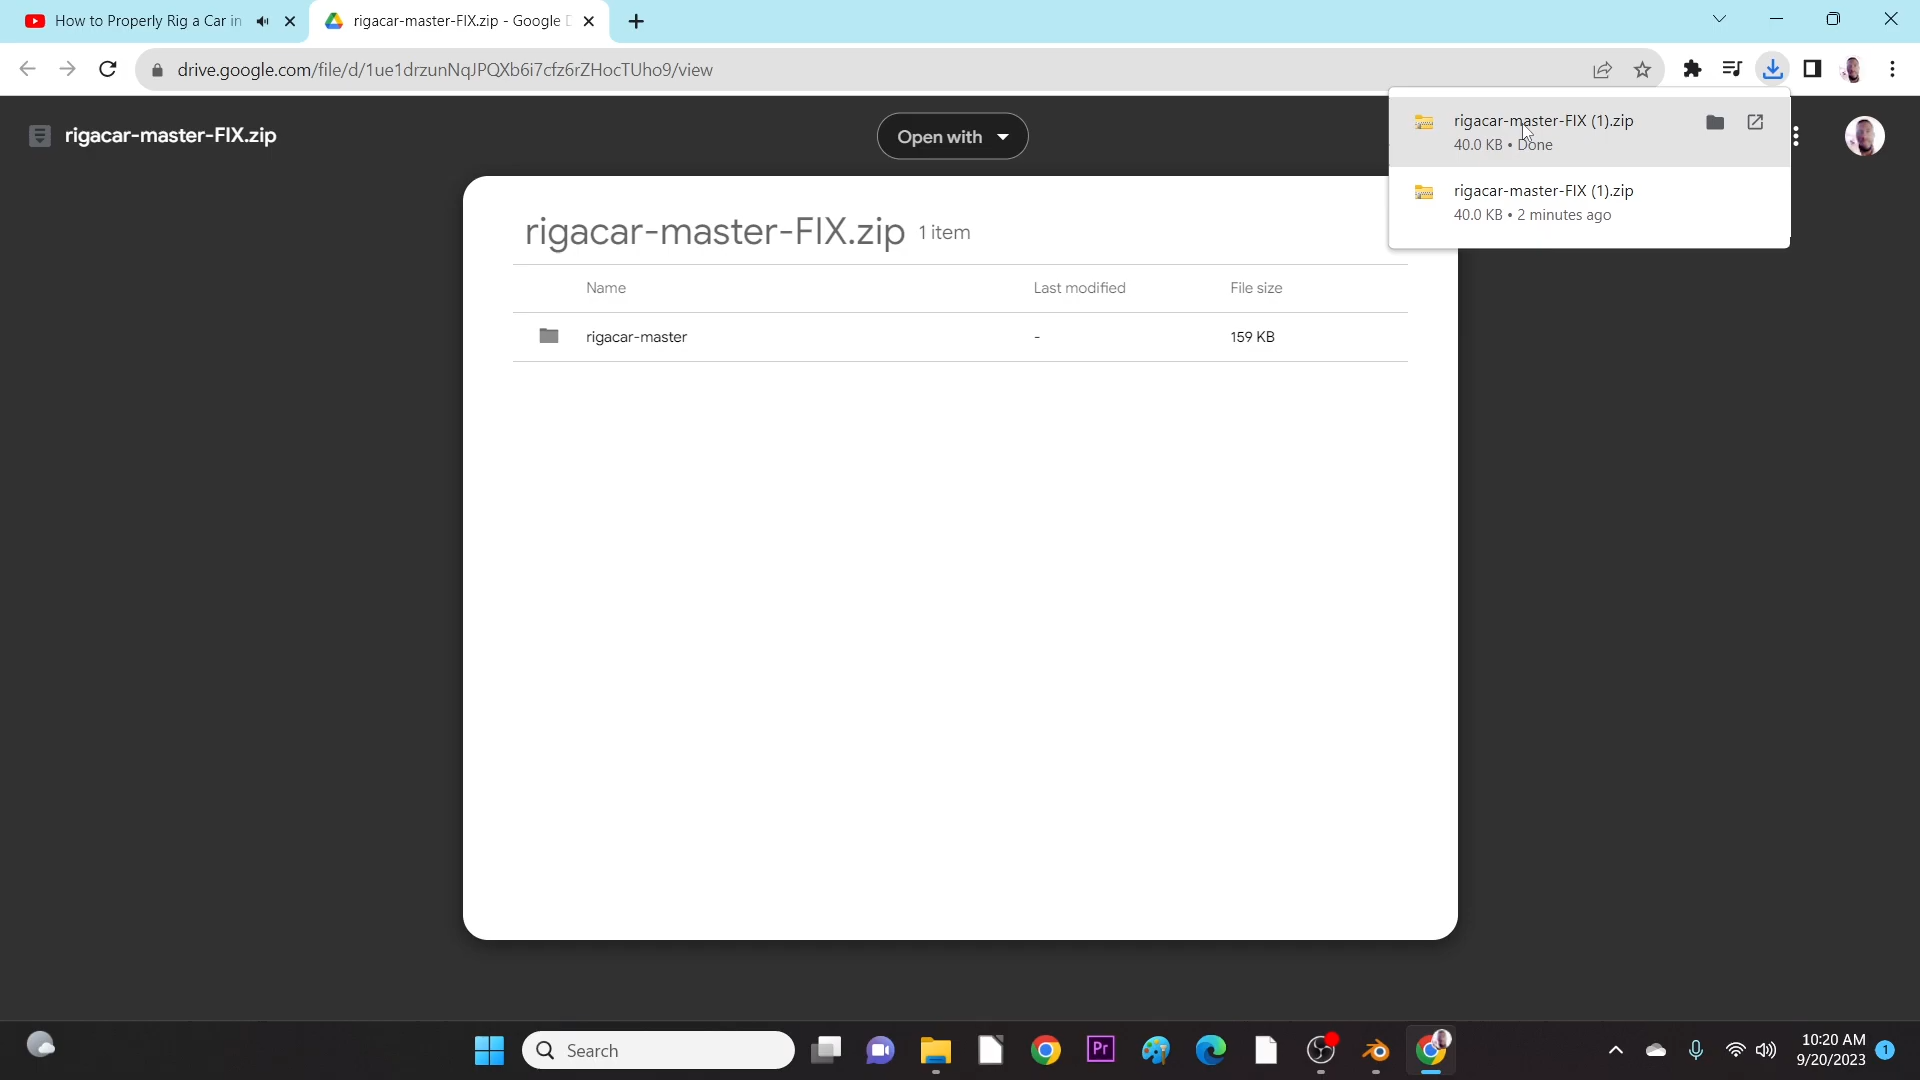 How to Properly Rig a Car in
rigacar-master-FIX.zip - Google D
drive.google.com/file/d/1ue1drzunNqJPQXb6i7cfz6rZHocTUho9/view
rigacar-master-FIX.zip
Open with
rigacar-master-FIX (1).zip
40.0 KB • Done
rigacar-master-FIX (1).zip
40.0 KB • 2 minutes ago
rigacar-master-FIX.zip 1 item
Name Last modified File size
rigacar-master - 159 KB
Search
Pr
10:20 AM
9/20/2023
1